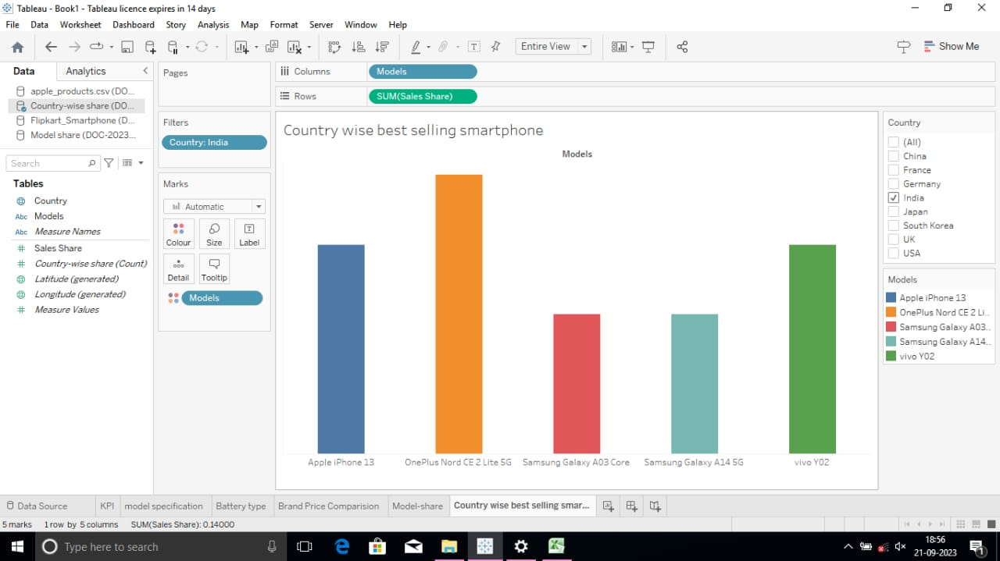 Tableau - Book1 - Tableau licence expires in 14 days
File Data Worksheet Dashboard Story Analysis Map Format Server Window Help
Entire View
Show Me
Data Analytics
apple_products.csv (DO...
Country-wise share (DO...
Flipkart_Smartphone (D...
Model share (DOC-2023...
Search
Tables
Country
Abc Models
Abc Measure Names
Sales Share
Country-wise share (Count)
Latitude (generated)
Longitude (generated)
Measure Values
Pages
Filters
Country: India
Marks
Automatic
Colour Size Label
Detail Tooltip
Models
Columns Models
Rows SUM(Sales Share)
Country wise best selling smartphone
Models
Apple iPhone 13 OnePlus Nord CE 2 Lite 5G Samsung Galaxy A03 Core Samsung Galaxy A14 5G vivo Y02
Country
(All)
China
France
Germany
India
Japan
South Korea
UK
USA
Models
Apple iPhone 13
OnePlus Nord CE 2 Li..
Samsung Galaxy A03..
Samsung Galaxy A14..
vivo Y02
Data Source KPI model specification Battery type Brand Price Comparision Model-share Country wise best selling smar...
5 marks 1 row by 5 columns SUM(Sales Share): 0.14000
Type here to search
18:56
21-09-2023
1